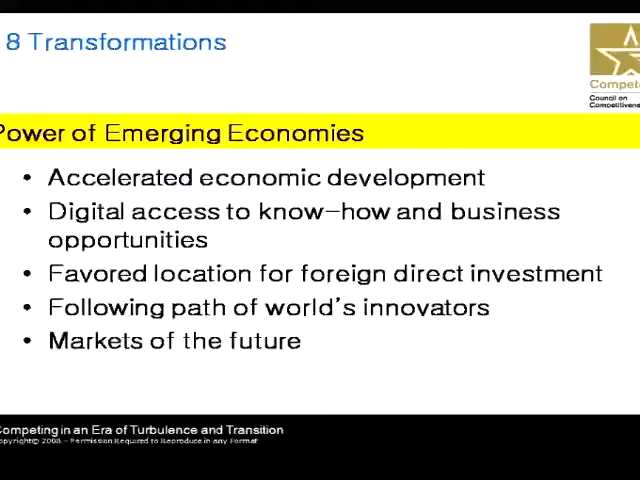 8 Transformations
Compete
Council on
Competitivene
Power of Emerging Economies
• Accelerated economic development
• Digital access to know-how and business
opportunities
• Favored location for foreign direct investment
• Following path of world's innovators
• Markets of the future
Competing in an Era of Turbulence and Transition
Copyright© 2008 - Permission Required to Reproduce in any Format